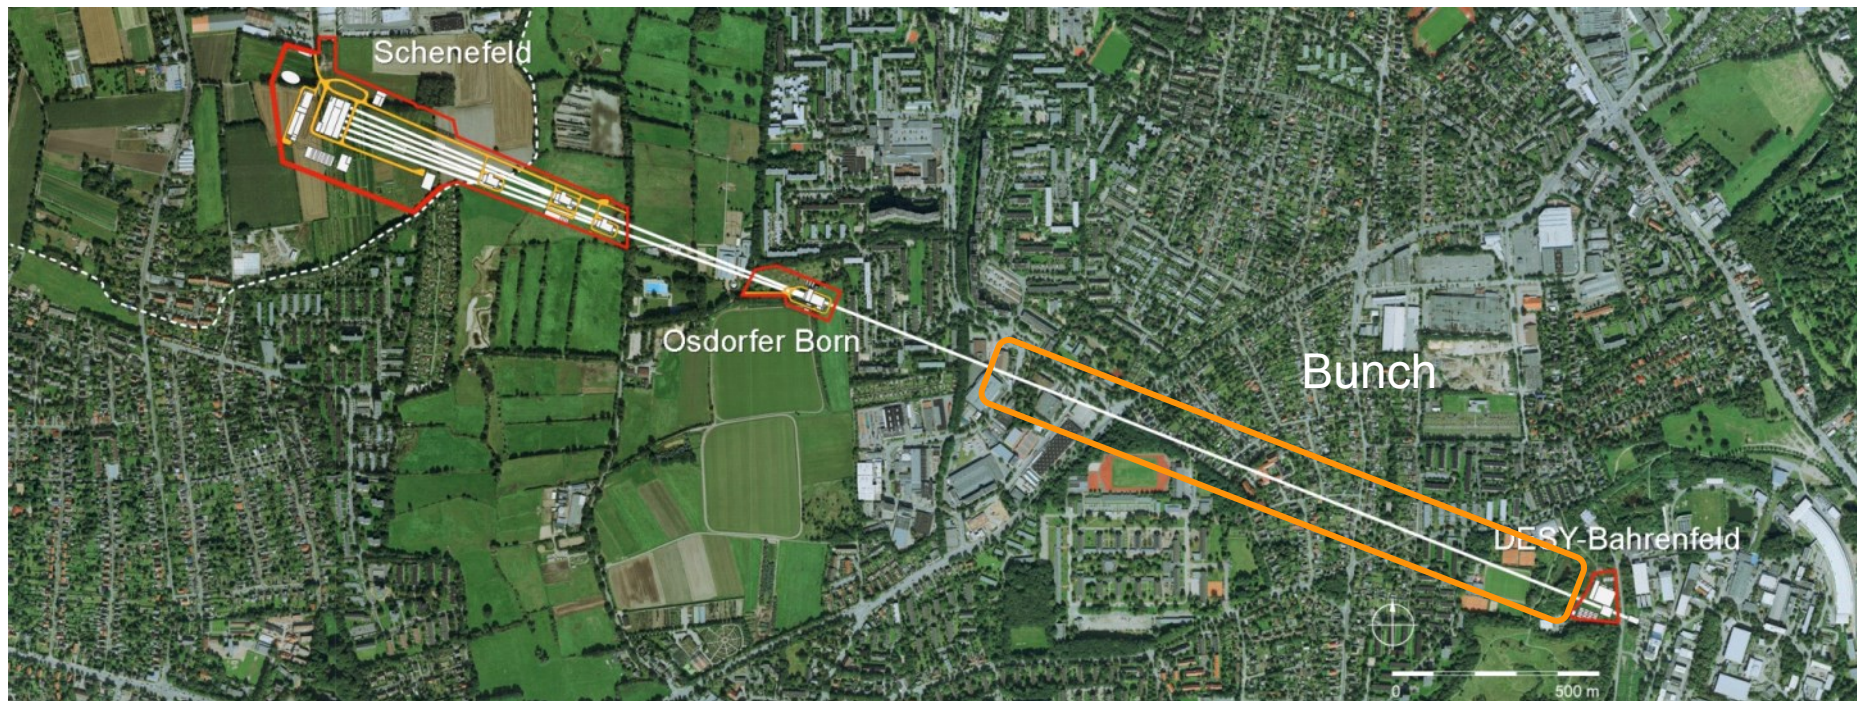 Schenefeld
Osdorfer Born
Bunch
DESY-Bahrenfeld
0 500 m